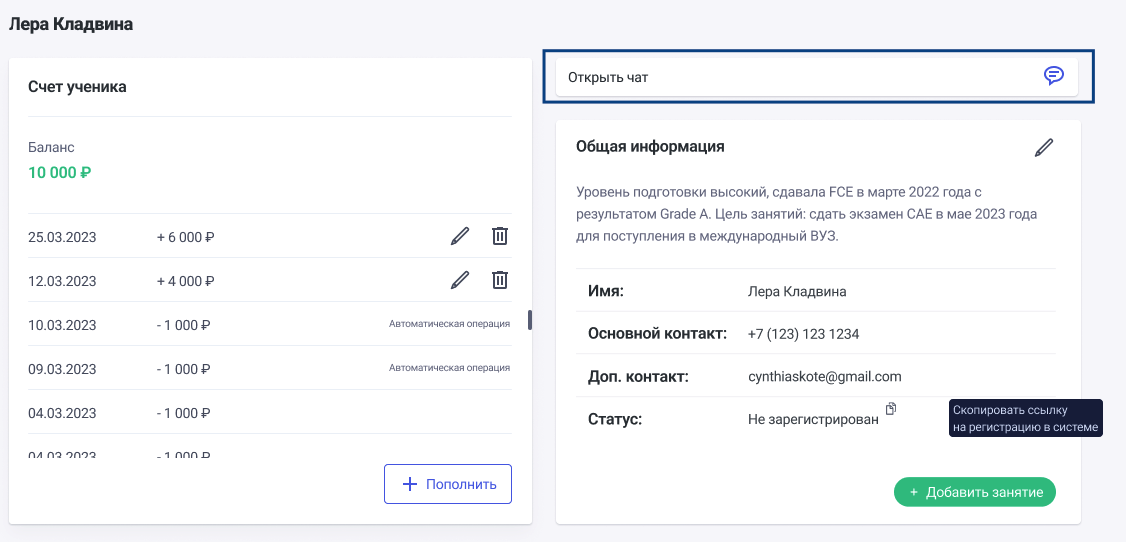 Лера Кладвина
Счет ученика
Баланс
10 000 ₽
25.03.2023 + 6 000 ₽
12.03.2023 + 4 000 ₽
10.03.2023 - 1 000 ₽ Автоматическая операция
09.03.2023 - 1 000 ₽ Автоматическая операция
04.03.2023 - 1 000 ₽
04.03.2023 - 1 000 ₽
Пополнить
Открыть чат
Общая информация
Уровень подготовки высокий, сдавала FCE в марте 2022 года с
результатом Grade A. Цель занятий: сдать экзамен CAE в мае 2023 года
для поступления в международный ВУЗ.
Имя: Лера Кладвина
Основной контакт: +7 (123) 123 1234
Доп. контакт: cynthiaskote@gmail.com
Статус: Не зарегистрирован
Скопировать ссылку
на регистрацию в системе
+ Добавить занятие